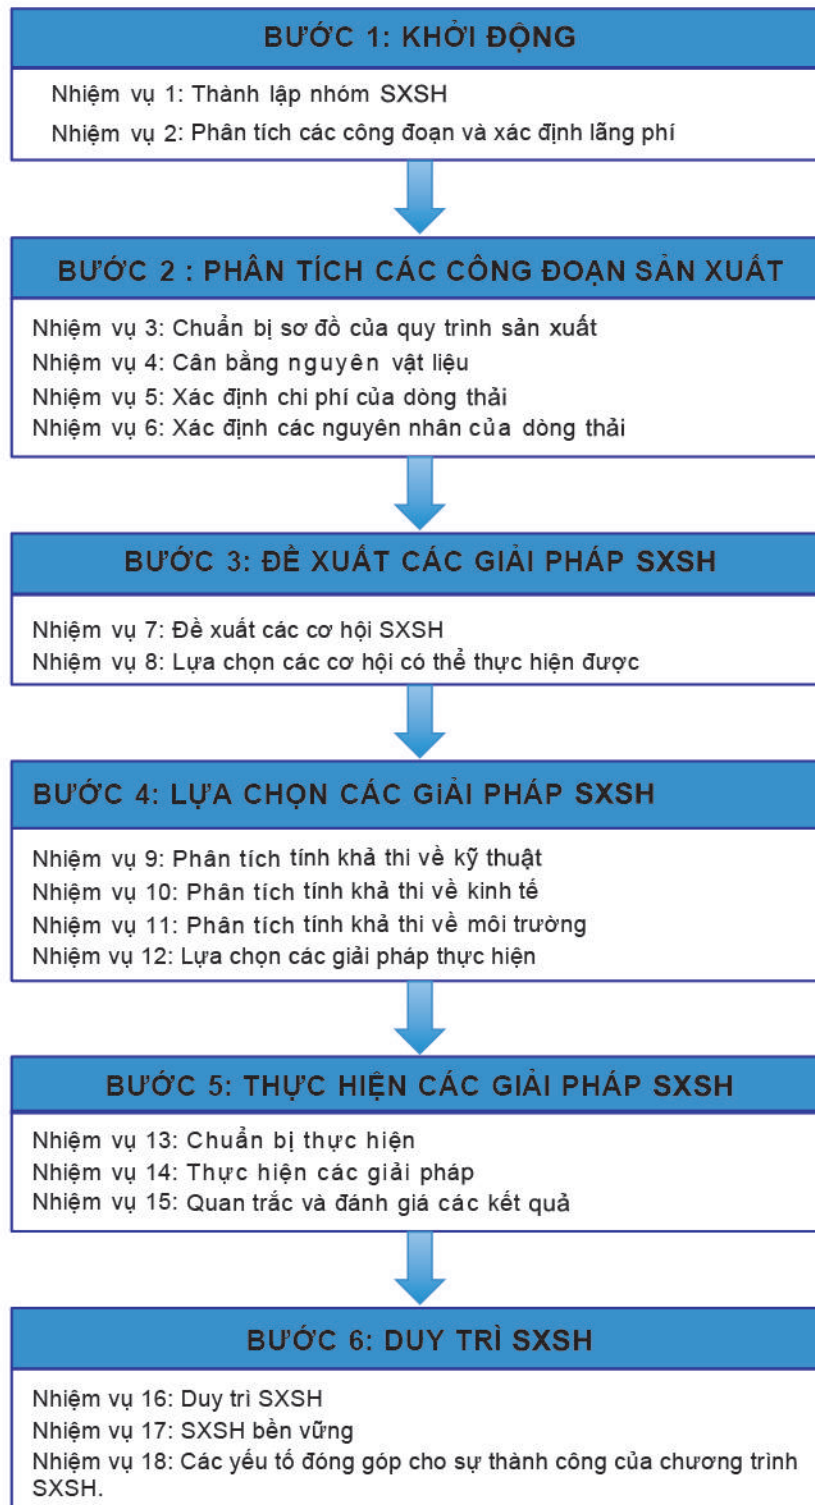 BƯỚC 1: KHỞI ĐỘNG
Nhiệm vụ 1: Thành lập nhóm SXSH
Nhiệm vụ 2: Phân tích các công đoạn và xác định lãng phí
BƯỚC 2 : PHÂN TÍCH CÁC CÔNG ĐOẠN SẢN XUẤT
Nhiệm vụ 3: Chuẩn bị sơ đồ của quy trình sản xuất
Nhiệm vụ 4: Cân bằng nguyên vật liệu
Nhiệm vụ 5: Xác định chi phí của dòng thải
Nhiệm vụ 6: Xác định các nguyên nhân của dòng thải
BƯỚC 3: ĐỀ XUẤT CÁC GIẢI PHÁP SXSH
Nhiệm vụ 7: Đề xuất các cơ hội SXSH
Nhiệm vụ 8: Lựa chọn các cơ hội có thể thực hiện được
BƯỚC 4: LỰA CHỌN CÁC GIẢI PHÁP SXSH
Nhiệm vụ 9: Phân tích tính khả thi về kỹ thuật
Nhiệm vụ 10: Phân tích tính khả thi về kinh tế
Nhiệm vụ 11: Phân tích tính khả thi về môi trường
Nhiệm vụ 12: Lựa chọn các giải pháp thực hiện
BƯỚC 5: THỰC HIỆN CÁC GIẢI PHÁP SXSH
Nhiệm vụ 13: Chuẩn bị thực hiện
Nhiệm vụ 14: Thực hiện các giải pháp
Nhiệm vụ 15: Quan trắc và đánh giá các kết quả
BƯỚC 6: DUY TRÌ SXSH
Nhiệm vụ 16: Duy trì SXSH
Nhiệm vụ 17: SXSH bền vững
Nhiệm vụ 18: Các yếu tố đóng góp cho sự thành công của chương trình
SXSH.